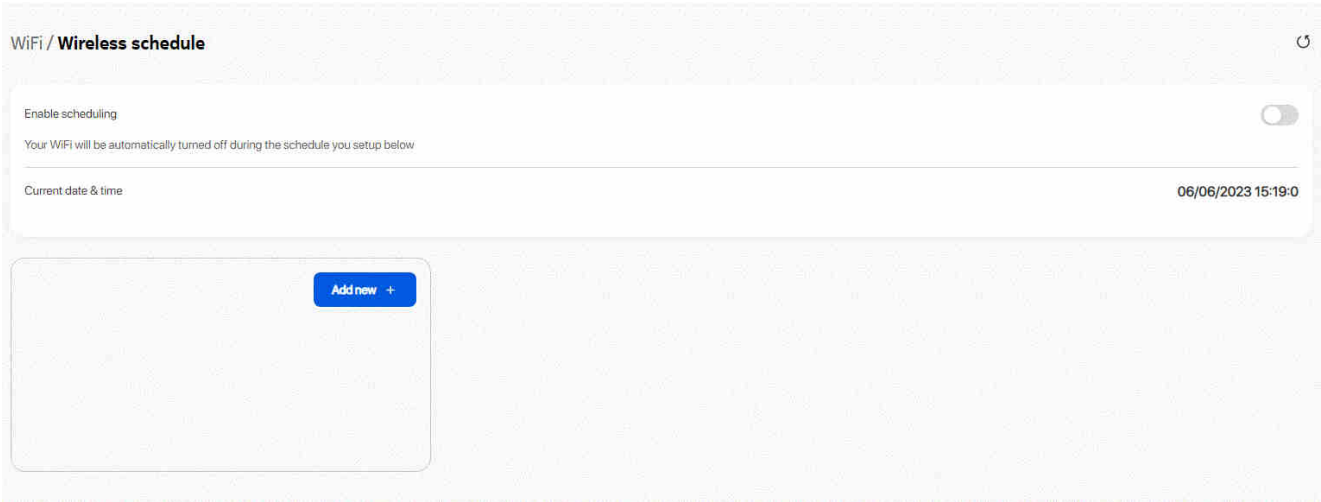 WiFi / Wireless schedule
Enable scheduling
Your WiFi will be automatically turned off during the schedule you setup below
Current date & time
06/06/2023 15:19:0
Add new +